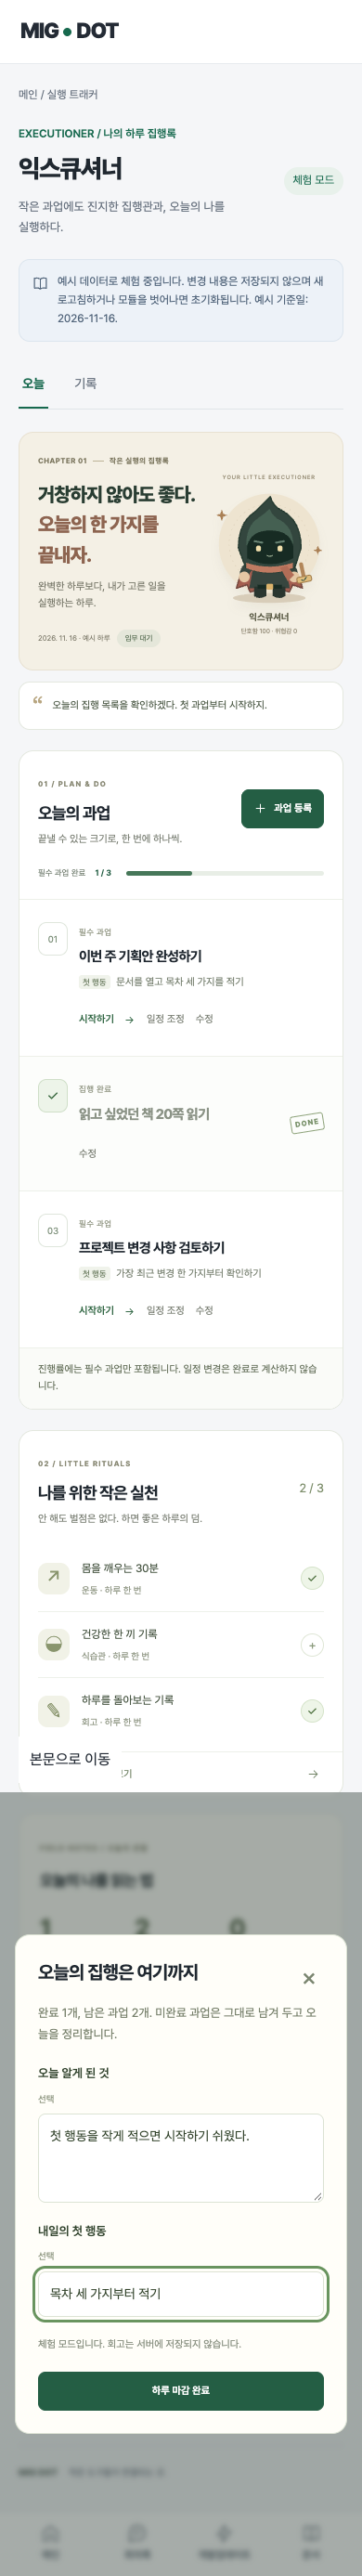 MIG DOT
메인 / 실행 트래커
EXECUTIONER / 나의 하루 집행록
익스큐셔너
체험 모드
작은 과업에도 진지한 집행관과, 오늘의 나를
실행하다.
예시 데이터로 체험 중입니다. 변경 내용은 저장되지 않으며 새
로고침하거나 모듈을 벗어나면 초기화됩니다. 예시 기준일:
2026-11-16.
오늘
기록
CHAPTER 01 — 작은 실행의 집행록
거창하지 않아도 좋다.
오늘의 한 가지를
끝내자.
완벽한 하루보다, 내가 고른 일을
실행하는 하루.
2026. 11. 16 · 예시 하루
임무 대기
YOUR LITTLE EXECUTIONER
익스큐셔너
단호함 100 · 위협감 0
“ 오늘의 집행 목록을 확인하겠다. 첫 과업부터 시작하지.
01 / PLAN & DO
오늘의 과업
+ 과업 등록
끝낼 수 있는 크기로, 한 번에 하나씩.
필수 과업 완료 1 / 3
01
필수 과업
이번 주 기획안 완성하기
첫 행동 문서를 열고 목차 세 가지를 적기
시작하기 → 일정 조정 수정
집행 완료
읽고 싶었던 책 20쪽 읽기
DONE
수정
03
필수 과업
프로젝트 변경 사항 검토하기
첫 행동 가장 최근 변경 한 가지부터 확인하기
시작하기 → 일정 조정 수정
진행률에는 필수 과업만 포함됩니다. 일정 변경은 완료로 계산하지 않습
니다.
02 / LITTLE RITUALS
나를 위한 작은 실천
2 / 3
안 해도 벌점은 없다. 하면 좋은 하루의 덤.
몸을 깨우는 30분
운동 · 하루 한 번
건강한 한 끼 기록
식습관 · 하루 한 번
+
하루를 돌아보는 기록
회고 · 하루 한 번
본문으로 이동
기 →
오늘의 나를 읽는 법
1 2 0
오늘의 집행은 여기까지
×
완료 1개, 남은 과업 2개. 미완료 과업은 그대로 남겨 두고 오
늘을 정리합니다.
오늘 알게 된 것
선택
첫 행동을 작게 적으면 시작하기 쉬웠다.
내일의 첫 행동
선택
목차 세 가지부터 적기
체험 모드입니다. 회고는 서버에 저장되지 않습니다.
하루 마감 완료
MIG DOT